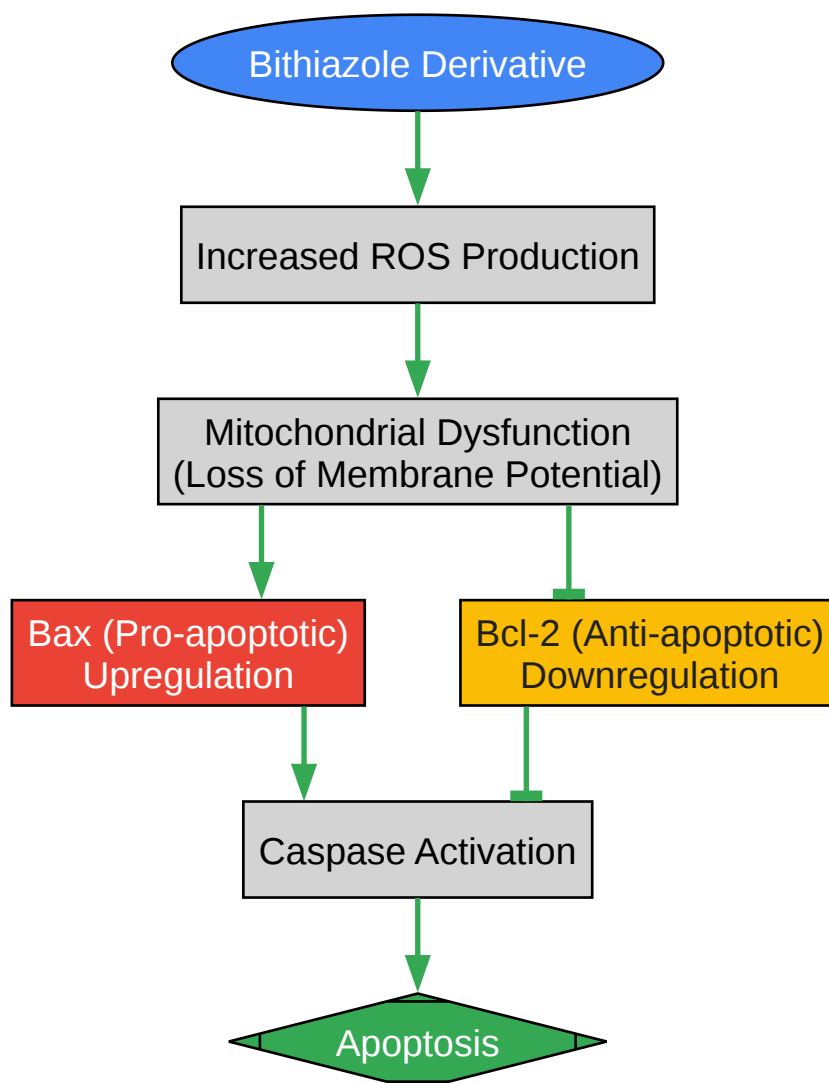 Bithiazole Derivative
Increased ROS Production
Mitochondrial Dysfunction
(Loss of Membrane Potential)
Bax (Pro-apoptotic)
Upregulation
Bcl-2 (Anti-apoptotic)
Downregulation
Caspase Activation
Apoptosis